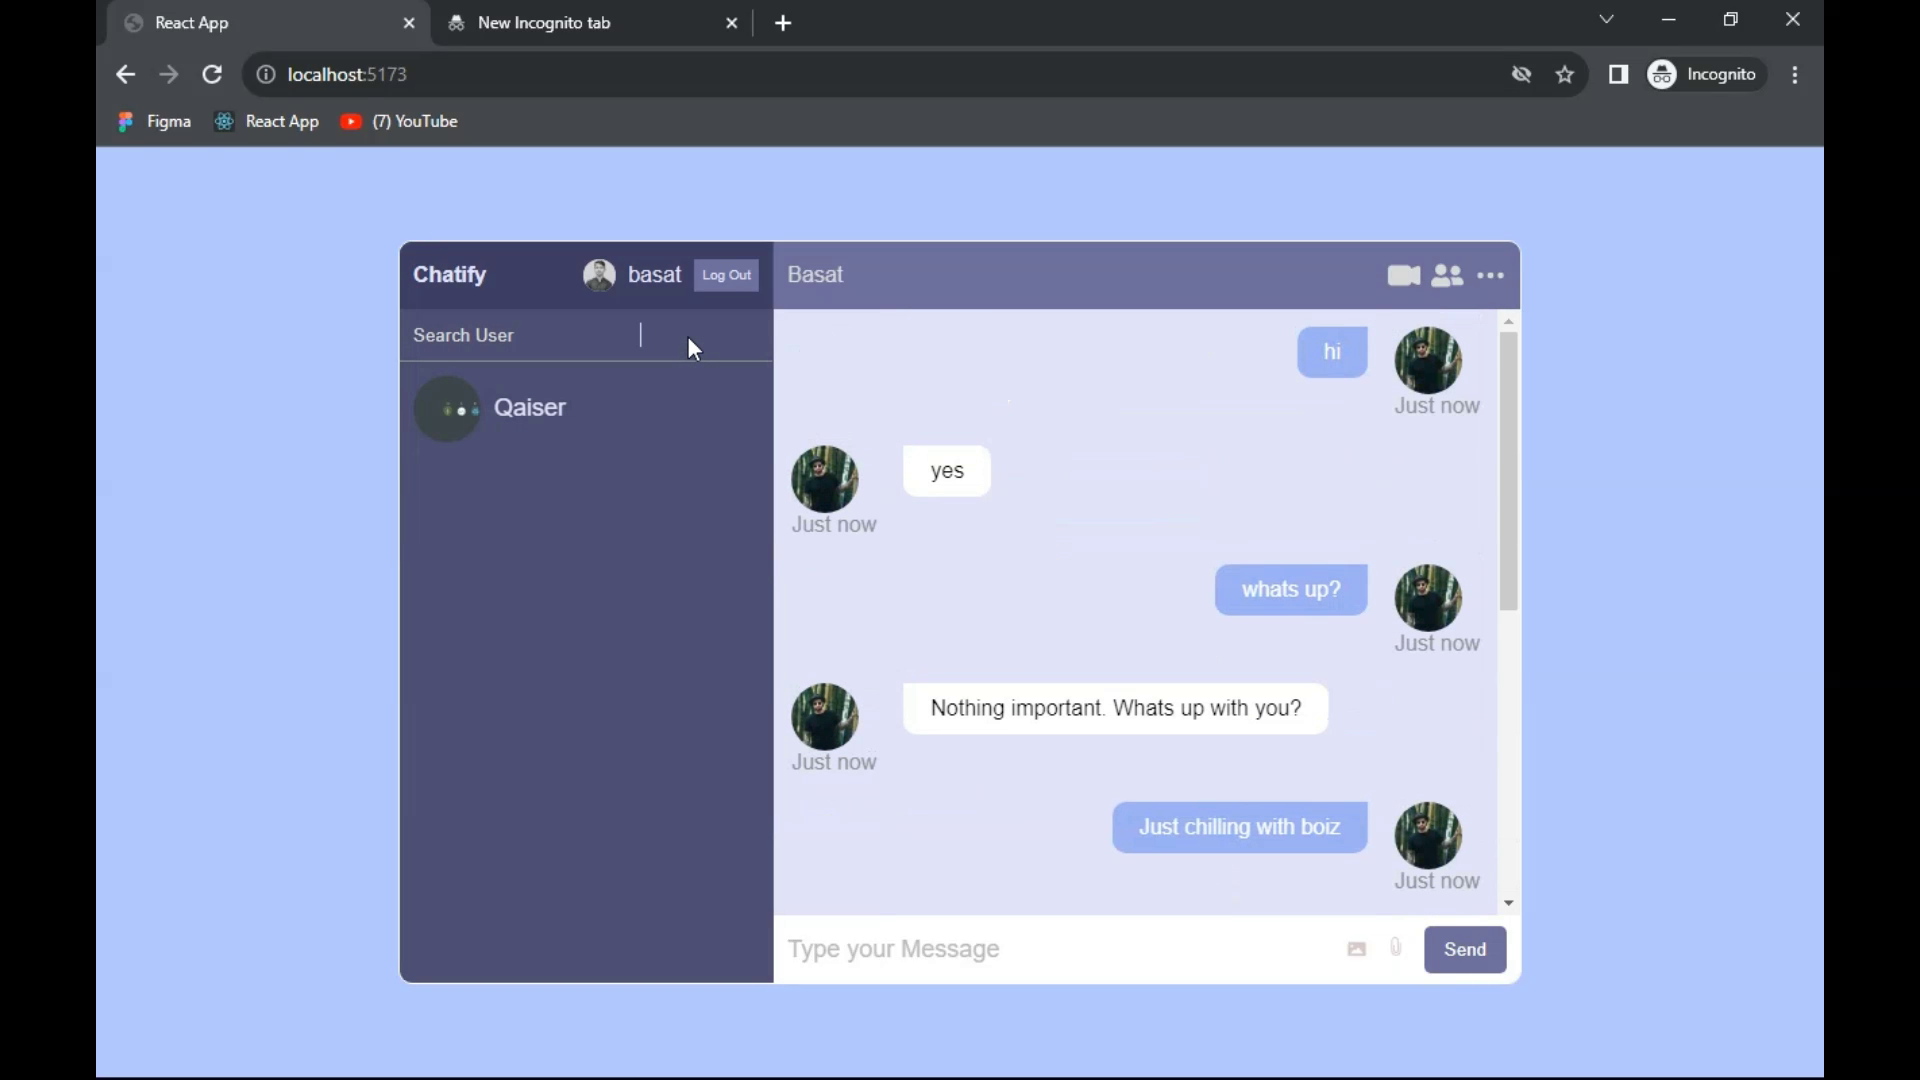 React App
New Incognito tab
localhost:5173
Incognito
Figma
React App
(7) YouTube
Chatify
basat
Log Out
Basat
Search User
Qaiser
hi
Just now
yes
Just now
whats up?
Just now
Nothing important. Whats up with you?
Just now
Just chilling with boiz
Just now
Type your Message
Send